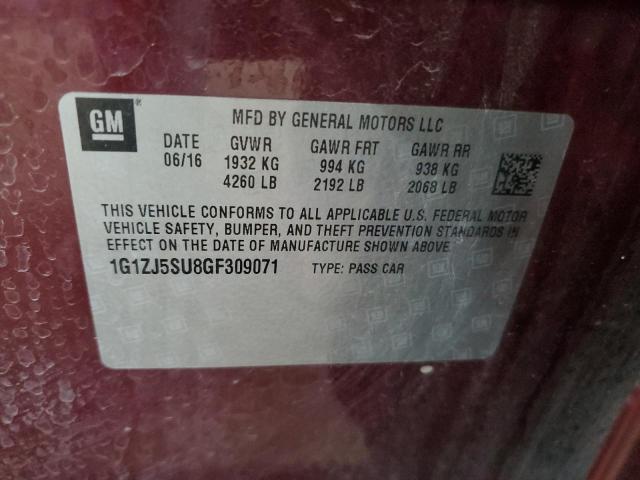 GM®
MFD BY GENERAL MOTORS LLC
DATE GVWR GAWR FRT GAWR RR
06/16 1932 KG 994 KG 938 KG
4260 LB 2192 LB 2068 LB
THIS VEHICLE CONFORMS TO ALL APPLICABLE U.S. FEDERAL MOTOR
VEHICLE SAFETY, BUMPER, AND THEFT PREVENTION STANDARDS IN
EFFECT ON THE DATE OF MANUFACTURE SHOWN ABOVE.
1G1ZJ5SU8GF309071 TYPE: PASS CAR